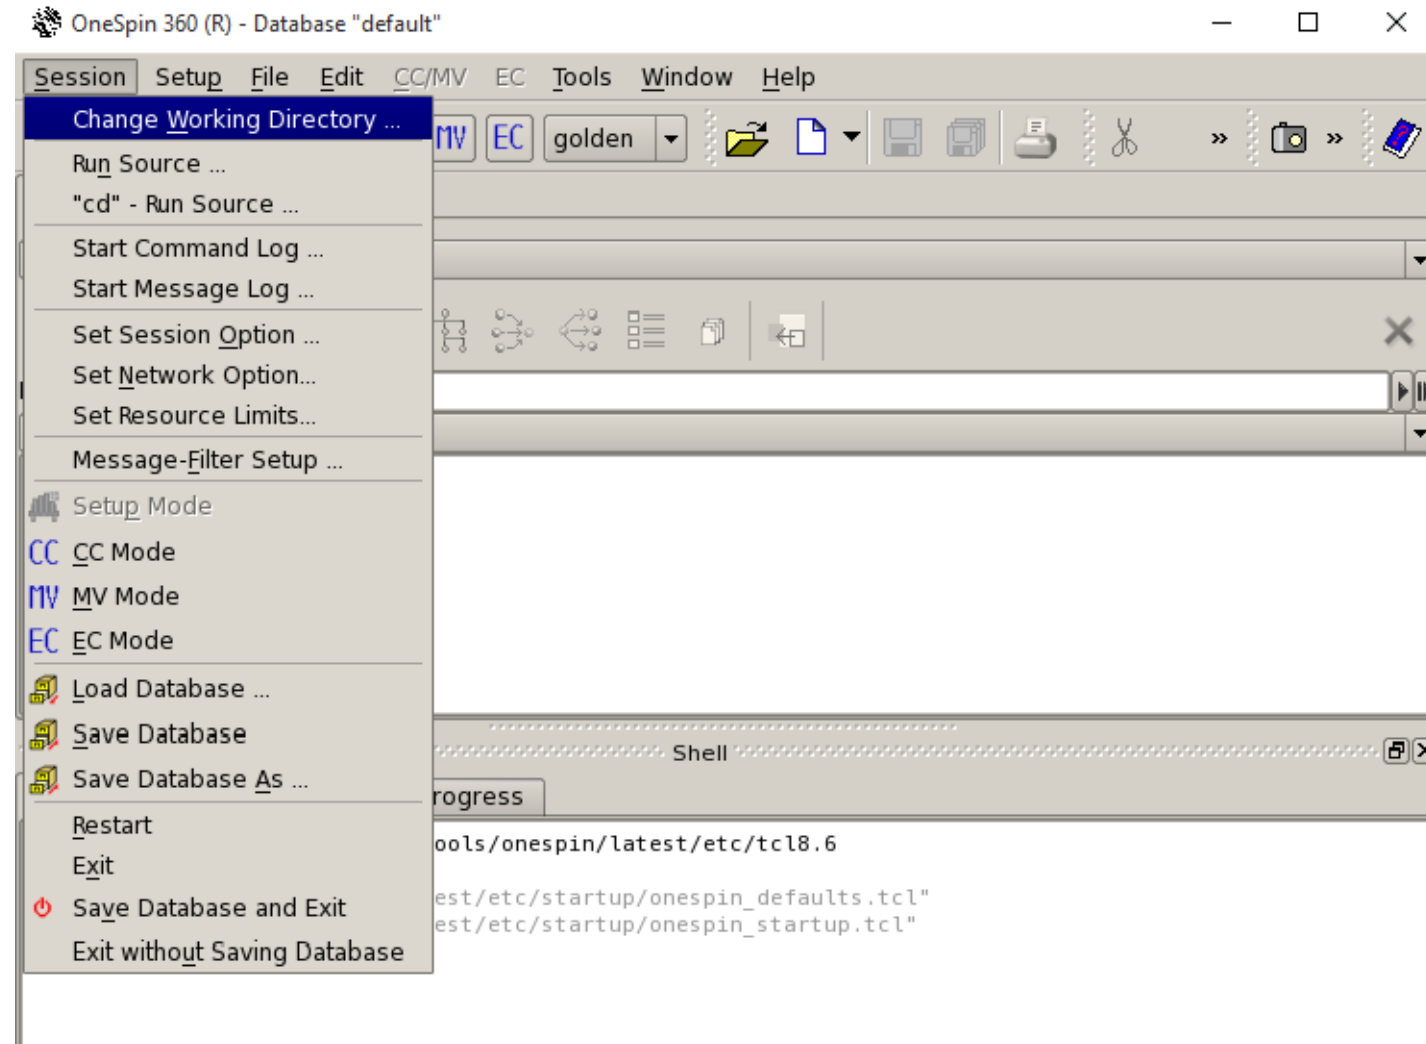 OneSpin 360 (R) - Database "default"
Session Setup File Edit CC/MV EC Tools Window Help
Change Working Directory ...
MV EC golden
Run Source ...
"cd" - Run Source ...
Start Command Log ...
Start Message Log ...
Set Session Option ...
Set Network Option...
Set Resource Limits...
Message-Filter Setup ...
Setup Mode
CC CC Mode
MV MV Mode
EC EC Mode
Load Database ...
Save Database
Save Database As ...
Restart
Exit
Save Database and Exit
Exit without Saving Database
Shell
rogress
ools/onespin/latest/etc/tcl8.6
est/etc/startup/onespin_defaults.tcl"
est/etc/startup/onespin_startup.tcl"